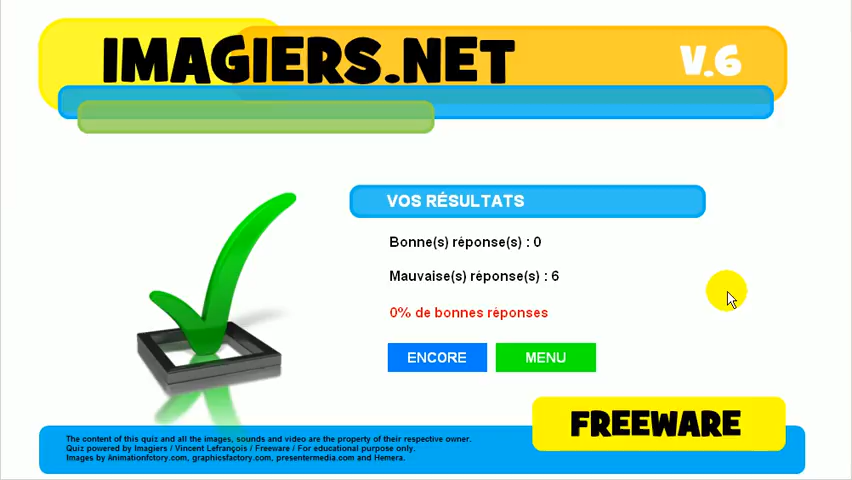 IMAGIERS.NET
V.6
VOS RÉSULTATS
Bonne(s) réponse(s) : 0
Mauvaise(s) réponse(s) : 6
0% de bonnes réponses
ENCORE
MENU
FREEWARE
The content of this quiz and all the images, sounds and video are the property of their respective owner.
Quiz powered by Imagiers / Vincent Lefrançois / Freeware / For educational purpose only.
Images by Animationfctory.com, graphicsfactory.com, presentermedia.com and Hemera.